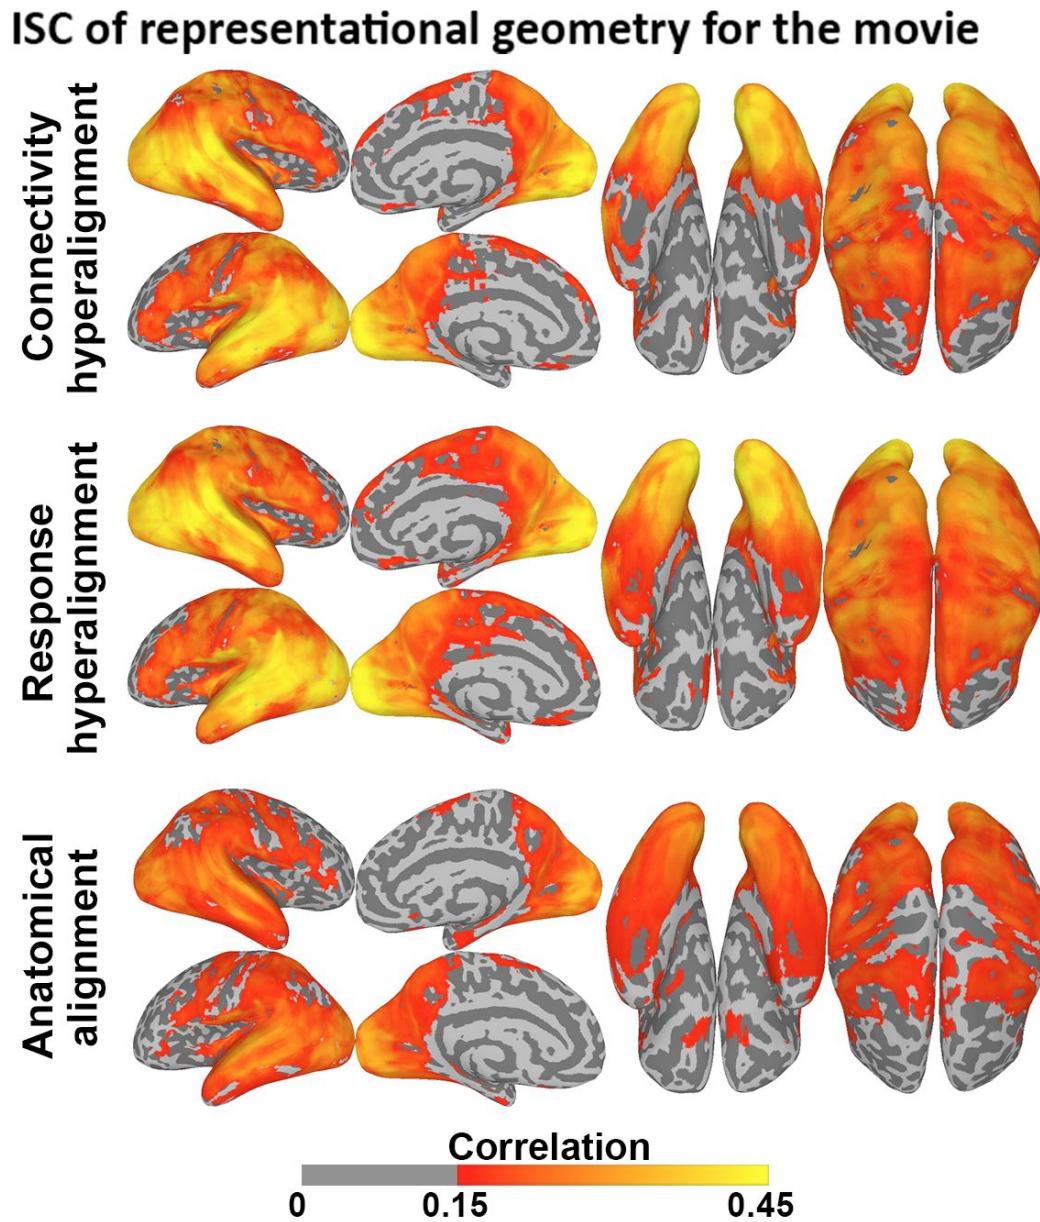 ISC of representational geometry for the movie
Connectivity
hyperalignment
Response
hyperalignment
Anatomical
alignment
Correlation
0
0.15
0.45